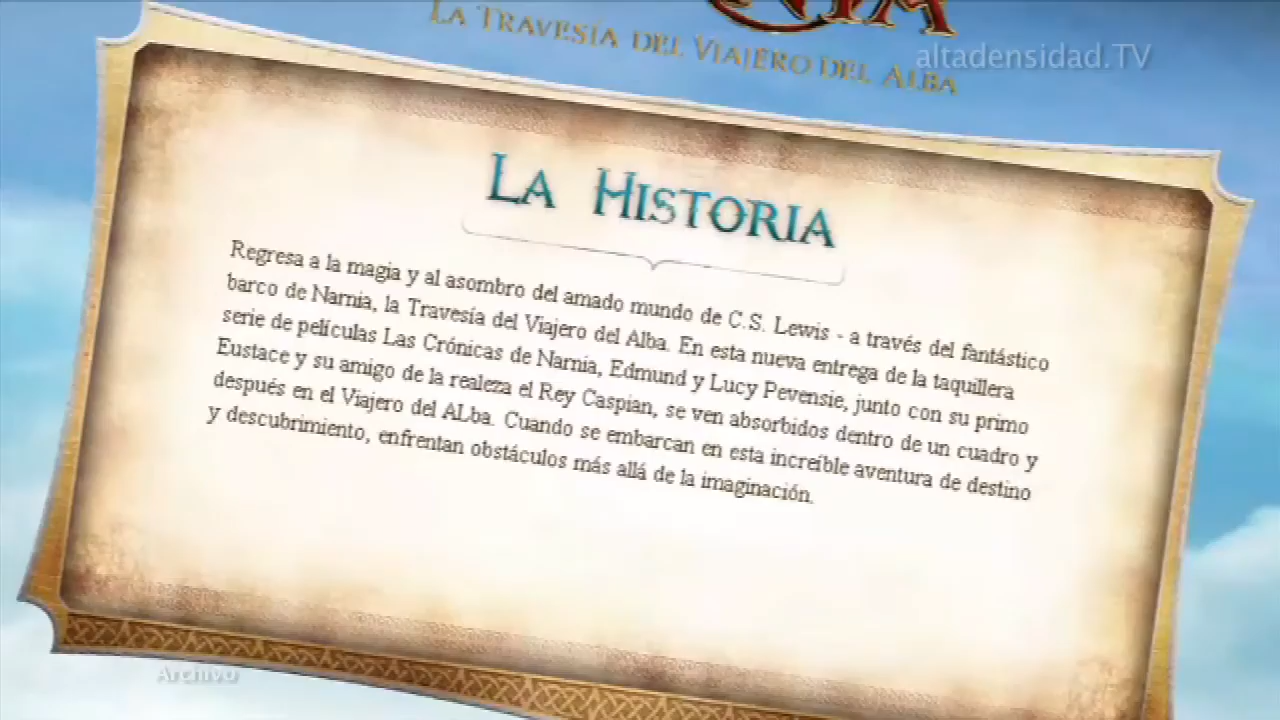 LA TRAVESÍA DEL VIAJERO DEL ALBA
altadensidad.TV
LA HISTORIA
Regresa a la magia y al asombro del amado mundo de C.S. Lewis - a través del fantástico
barco de Narnia, la Travesía del Viajero del Alba. En esta nueva entrega de la taquillera
serie de películas Las Crónicas de Narnia, Edmund y Lucy Pevensie, junto con su primo
Eustace y su amigo de la realeza el Rey Caspian, se ven absorbidos dentro de un cuadro y
después en el Viajero del ALba. Cuando se embarcan en esta increíble aventura de destino
y descubrimiento, enfrentan obstáculos más allá de la imaginación.
Archivo